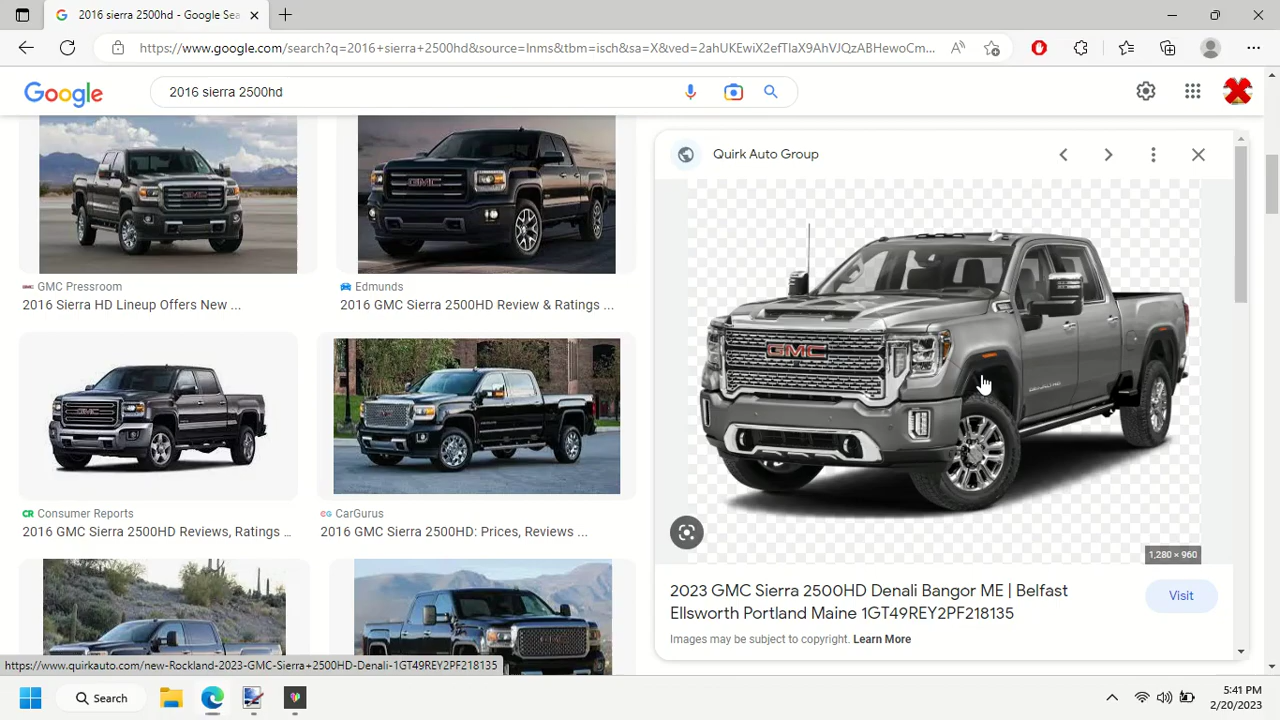 2016 sierra 2500hd - Google Sea
https://www.google.com/search?q=2016+sierra+2500hd&source=lnms&tbm=isch&sa=X&ved=2ahUKEwiX2efTlaX9AhVJQzABHewoCm...
Google
2016 sierra 2500hd
GMC Pressroom
2016 Sierra HD Lineup Offers New ...
Edmunds
2016 GMC Sierra 2500HD Review & Ratings ...
GMC
CR Consumer Reports
2016 GMC Sierra 2500HD Reviews, Ratings ...
CG CarGurus
2016 GMC Sierra 2500HD: Prices, Reviews ...
Quirk Auto Group
GMC
1,280 × 960
2023 GMC Sierra 2500HD Denali Bangor ME | Belfast
Ellsworth Portland Maine 1GT49REY2PF218135
Visit
Images may be subject to copyright. Learn More
https://www.quirkauto.com/new-Rockland-2023-GMC-Sierra+2500HD-Denali-1GT49REY2PF218135
Search
5:41 PM
2/20/2023